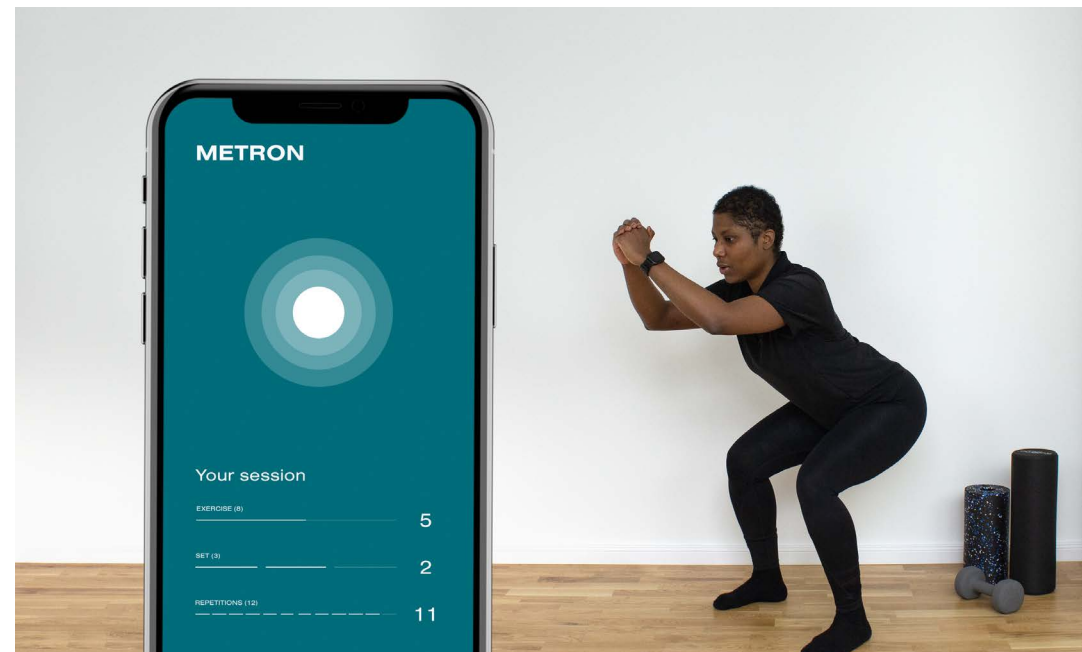 METRON
Your session
EXERCISE (8)
5
SET (3)
2
REPETITIONS (12)
11